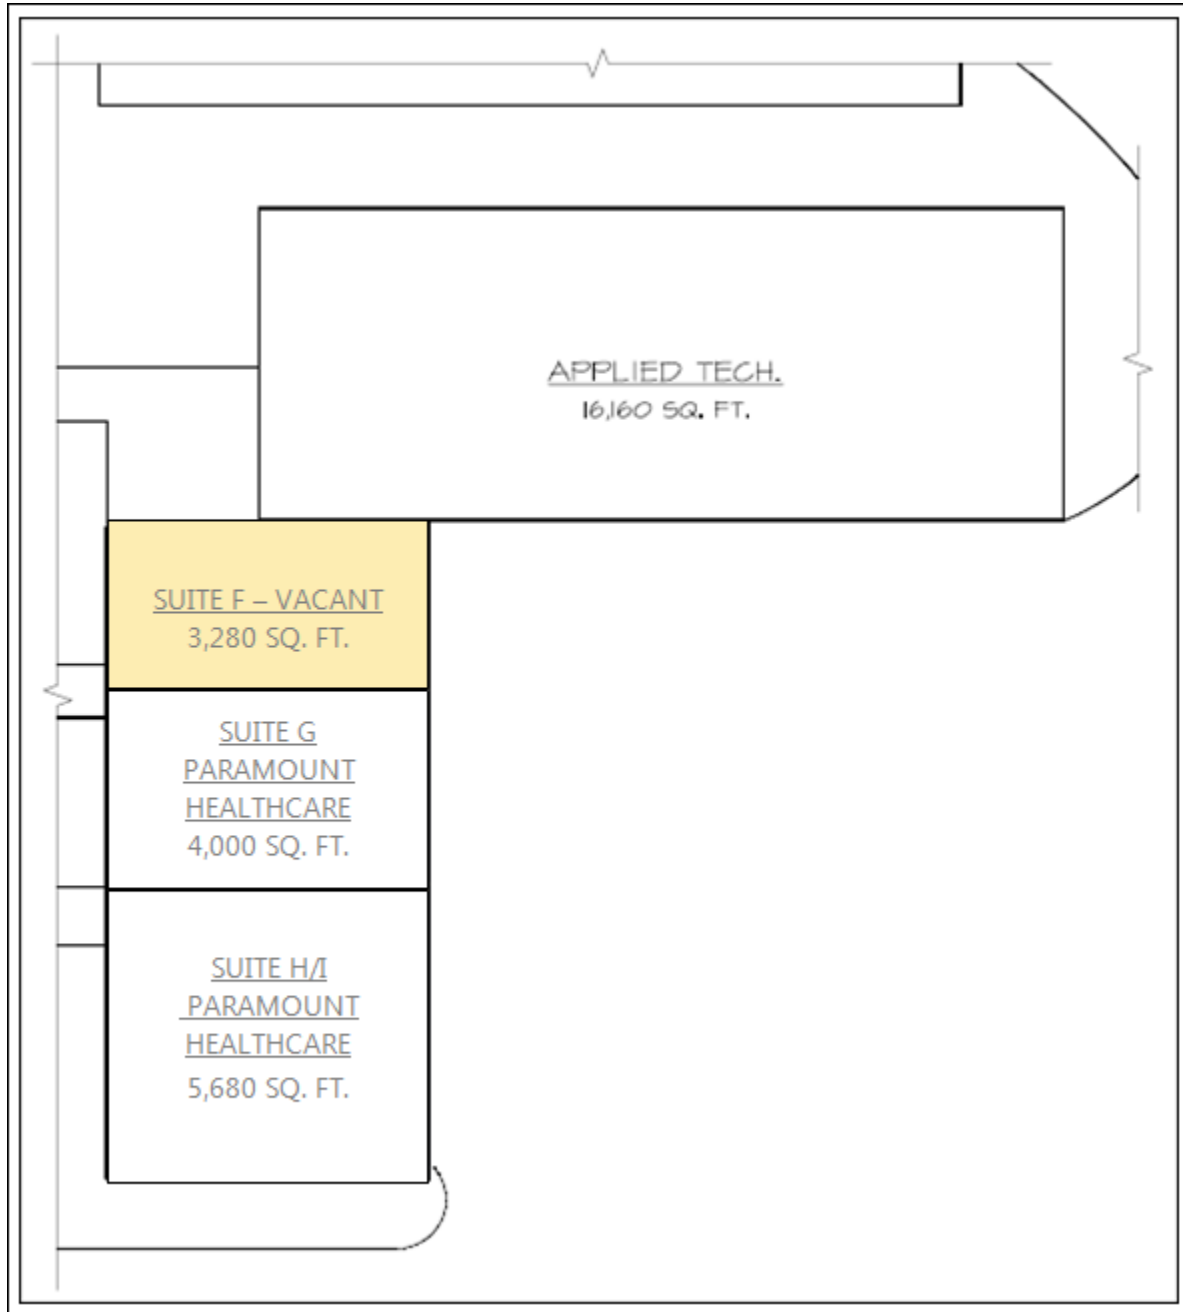 APPLIED TECH.
16,160 SQ. FT.
SUITE F – VACANT
3,280 SQ. FT.
SUITE G
PARAMOUNT
HEALTHCARE
4,000 SQ. FT.
SUITE H/I
PARAMOUNT
HEALTHCARE
5,680 SQ. FT.